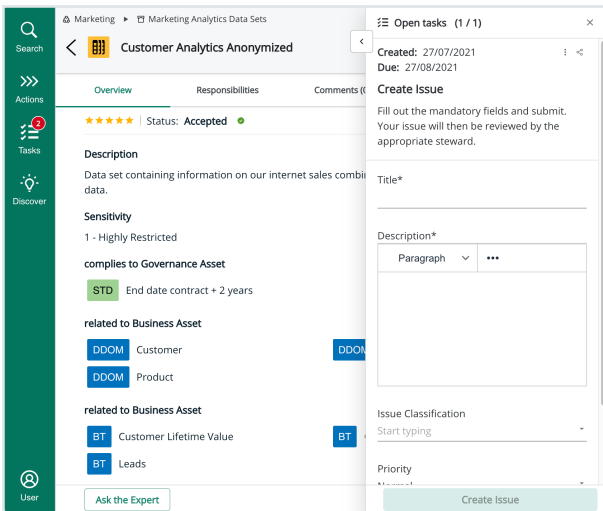 Search
Actions
2
Tasks
Discover
User
Marketing Marketing Analytics Data Sets
Customer Analytics Anonymized
Overview Responsibilities Comments (
Status: Accepted
Description
Data set containing information on our internet sales
data.
Sensitivity
1 - Highly Restricted
complies to Governance Asset
STD End date contract + 2 years
related to Business Asset
DDOM Customer
DDOM Product
related to Business Asset
BT Customer Lifetime Value BT
BT Leads
Ask the Expert
Open tasks (1 / 1)
Created: 27/07/2021
Due: 27/08/2021
Create Issue
Fill out the mandatory fields and submit.
Your issue will then be reviewed by the
appropriate steward.
Title*
Description*
Paragraph
Issue Classification
Start typing
Priority
Create Issue